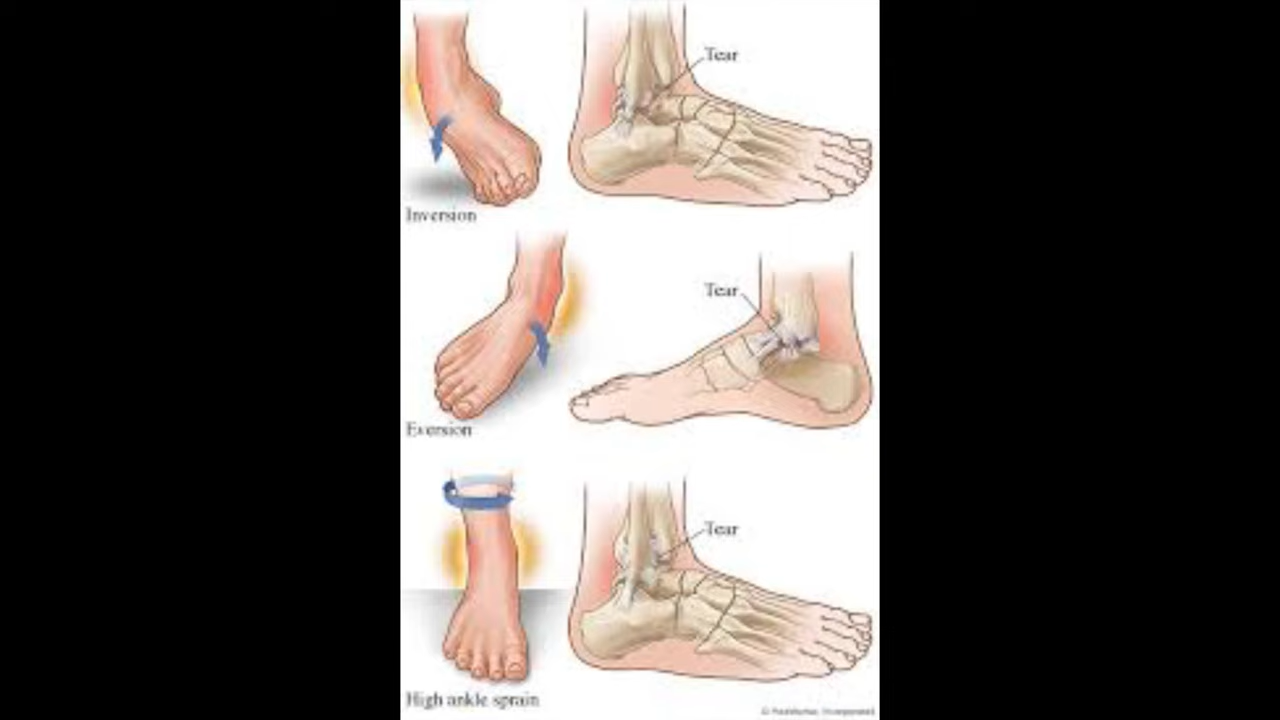 Tear
Inversion
Tear
Eversion
Tear
High ankle sprain